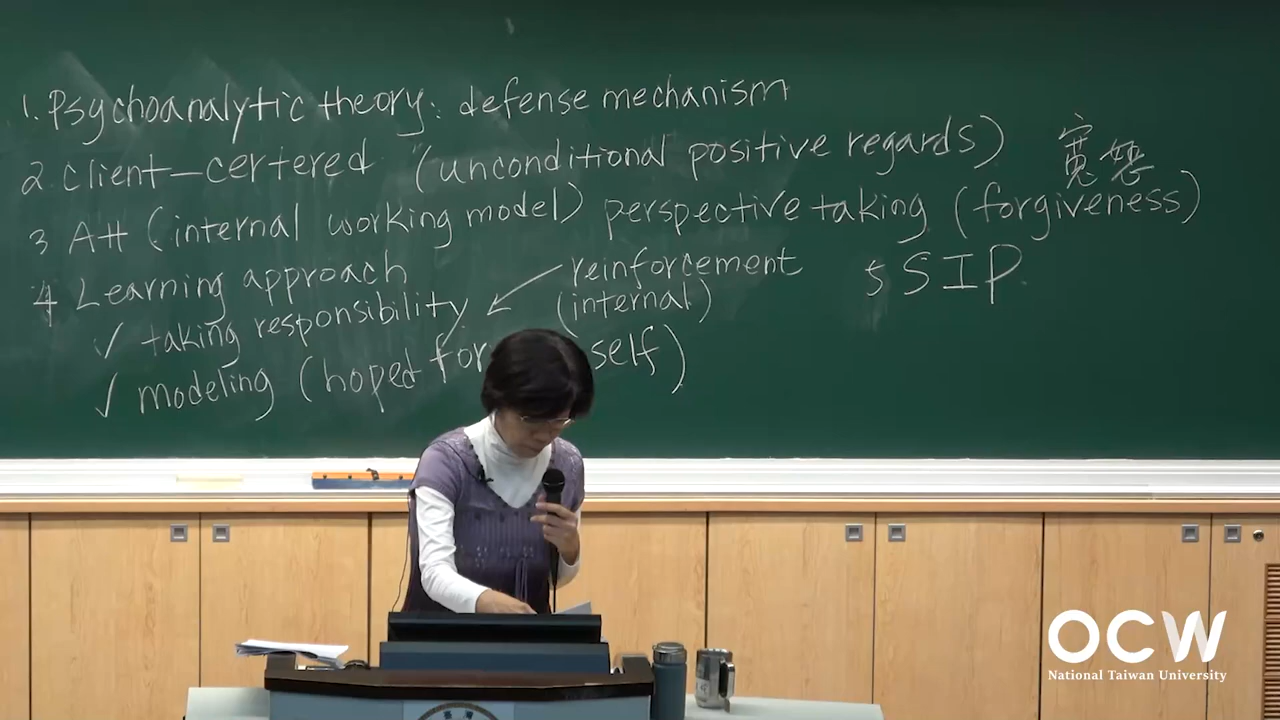 1. Psychoanalytic theory: defense mechanism
2. client-certered (unconditional positive regards)
寬恕
3 Att (internal working model) perspective taking (forgiveness)
4 Learning approach
reinforcement
(internal)
5 SIP
✓ taking responsibility
✓ modeling (hoped for self)
OCW
National Taiwan University